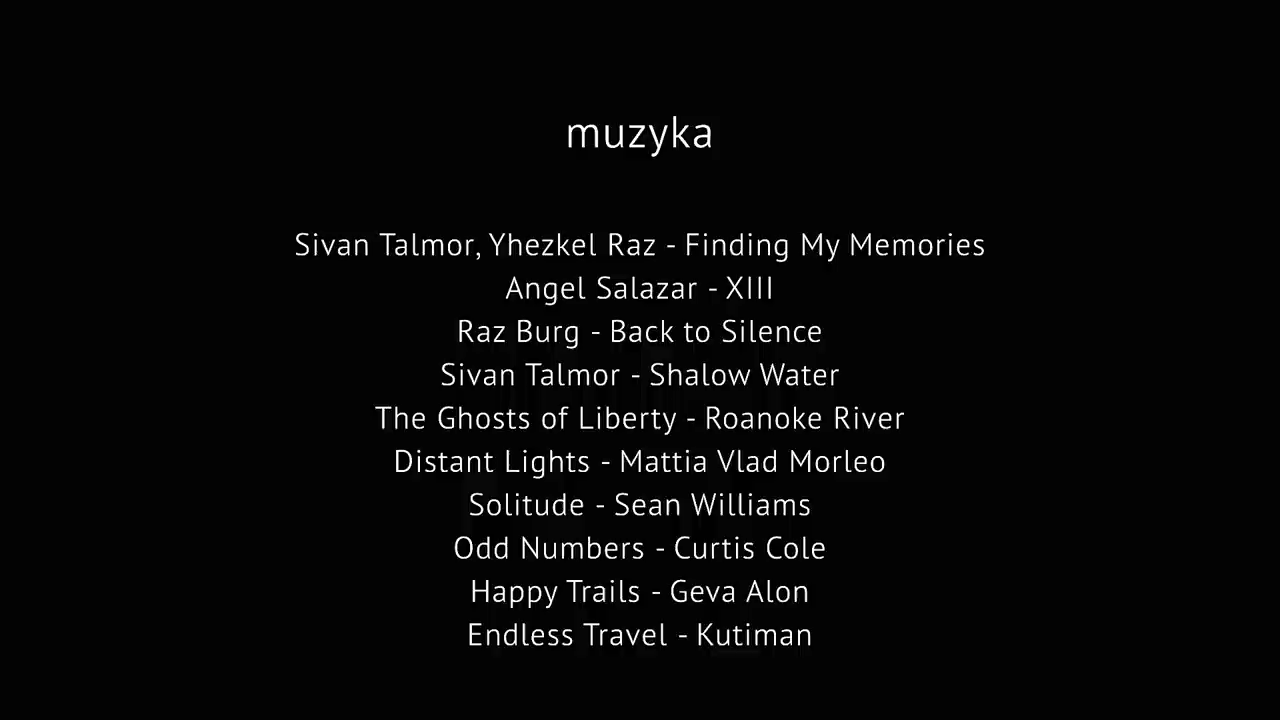 muzyka
Sivan Talmor, Yhezkel Raz - Finding My Memories
Angel Salazar - XIII
Raz Burg - Back to Silence
Sivan Talmor - Shalow Water
The Ghosts of Liberty - Roanoke River
Distant Lights - Mattia Vlad Morleo
Solitude - Sean Williams
Odd Numbers - Curtis Cole
Happy Trails - Geva Alon
Endless Travel - Kutiman